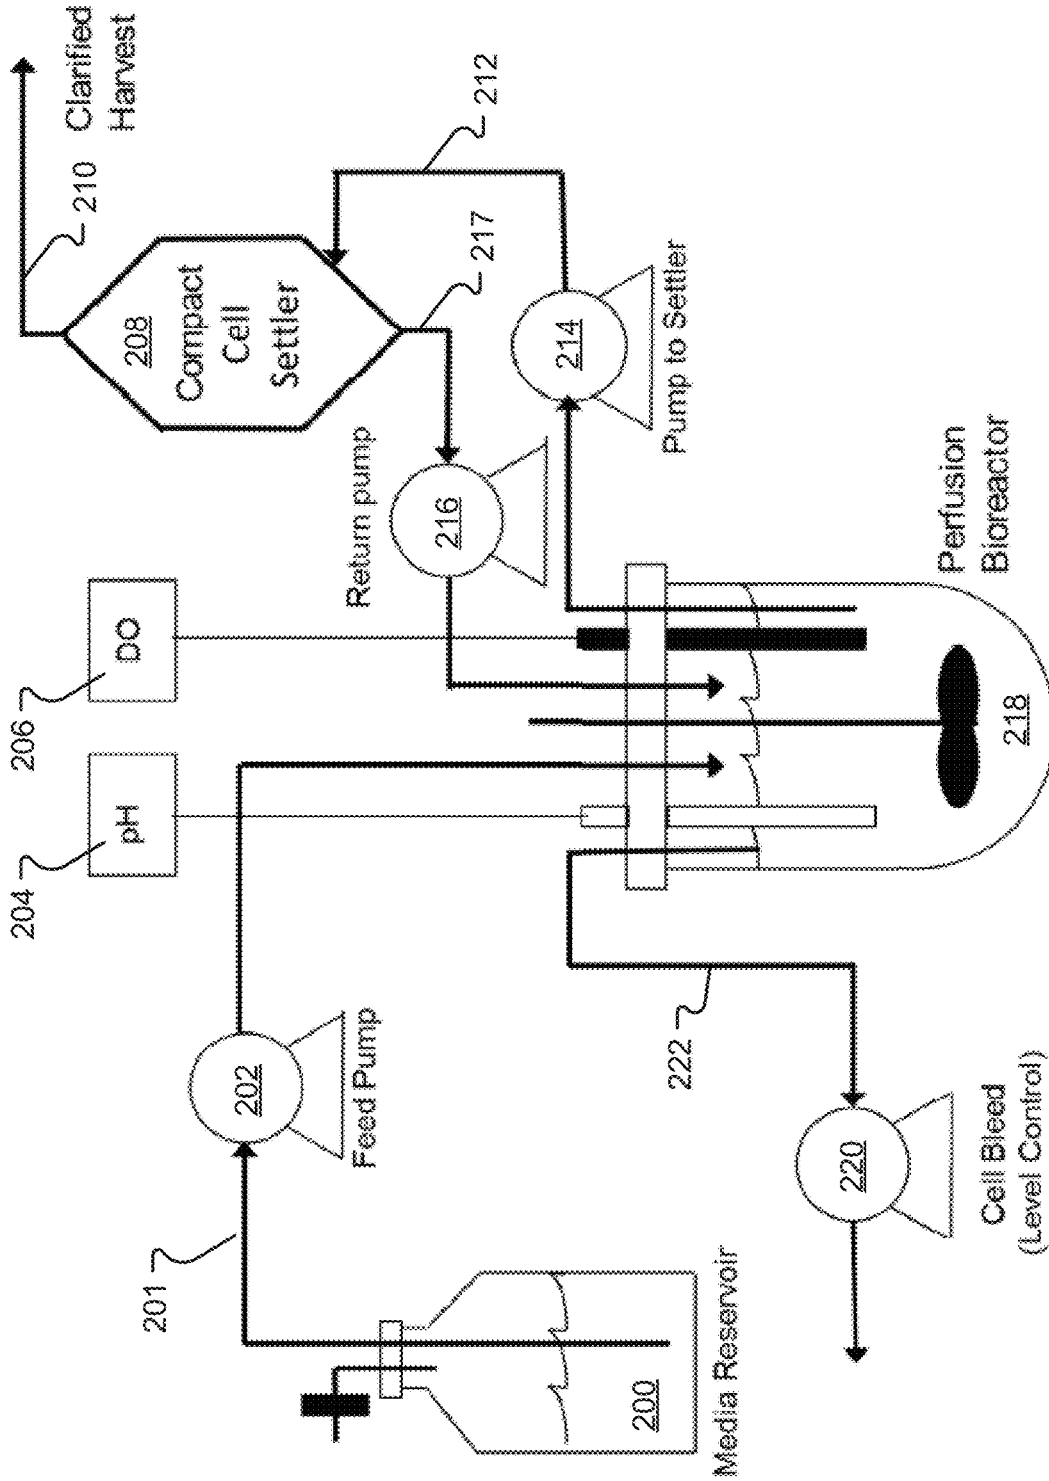 210
Clarified
Harvest
208
Compact
Cell
Settler
212
217
206
DO
204
pH
Return pump
216
214
Pump to Settler
201
202
Feed Pump
200
Media Reservoir
222
220
Cell Bleed
(Level Control)
218
Perfusion
Bioreactor